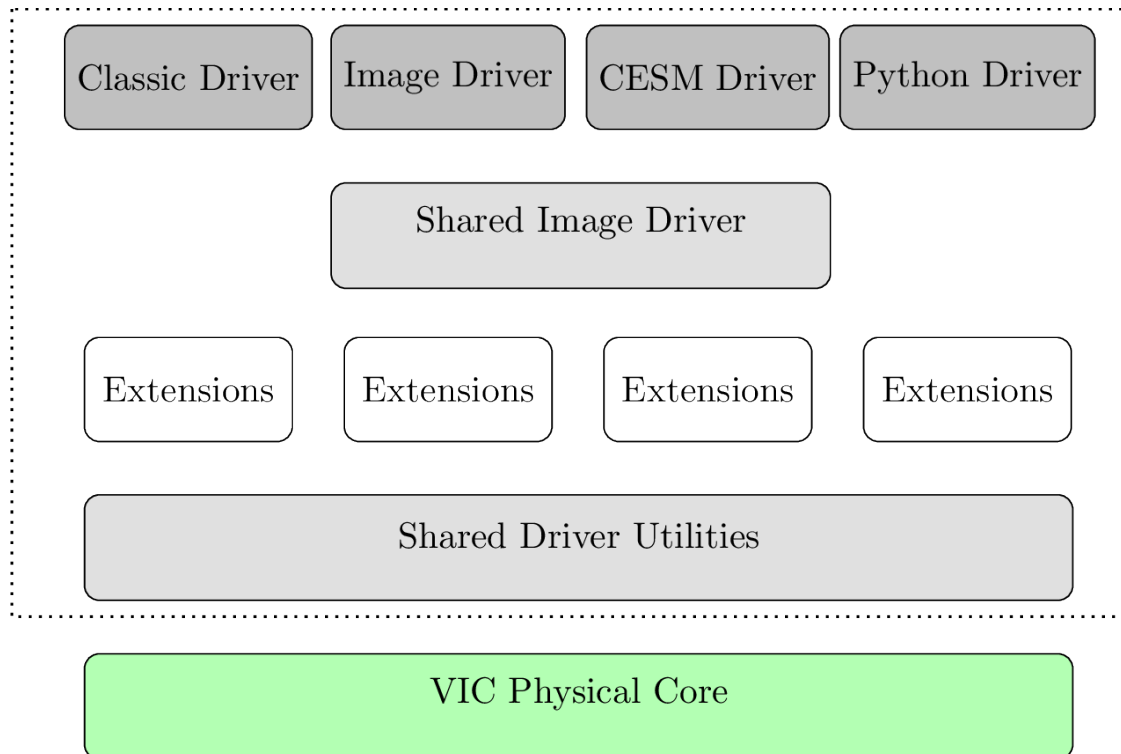 Classic Driver Image Driver CESM Driver Python Driver
Shared Image Driver
Extensions Extensions Extensions Extensions
Shared Driver Utilities
VIC Physical Core